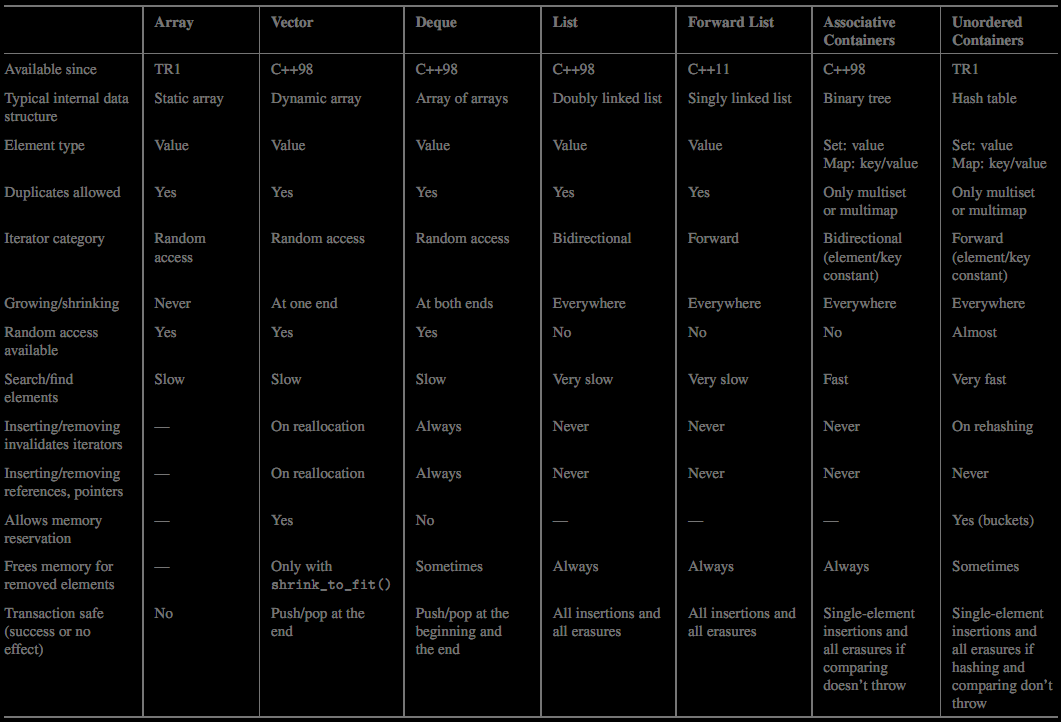 Array Vector Deque List Forward List Associative Unordered
Containers Containers
Available since TR1 C++98 C++98 C++98 C++11 C++98 TR1
Typical internal data Static array Dynamic array Array of arrays Doubly linked list Singly linked list Binary tree Hash table
structure
Element type Value Value Value Value Value Set: value Set: value
Map: key/value Map: key/value
Duplicates allowed Yes Yes Yes Yes Yes Only multiset Only multiset
or multimap or multimap
Iterator category Random Random access Random access Bidirectional Forward Bidirectional Forward
access (element/key (element/key
constant) constant)
Growing/shrinking Never At one end At both ends Everywhere Everywhere Everywhere Everywhere
Random access Yes Yes Yes No No No Almost
available
Search/find Slow Slow Slow Very slow Very slow Fast Very fast
elements
Inserting/removing — On reallocation Always Never Never Never On rehashing
invalidates iterators
Inserting/removing — On reallocation Always Never Never Never Never
references, pointers
Allows memory — Yes No — — — Yes (buckets)
reservation
Frees memory for — Only with Sometimes Always Always Always Sometimes
removed elements shrink_to_fit()
Transaction safe No Push/pop at the Push/pop at the All insertions and All insertions and Single-element Single-element
(success or no end beginning and all erasures all erasures insertions and insertions and
effect) the end all erasures if all erasures if
comparing hashing and
doesn’t throw comparing don’t
throw